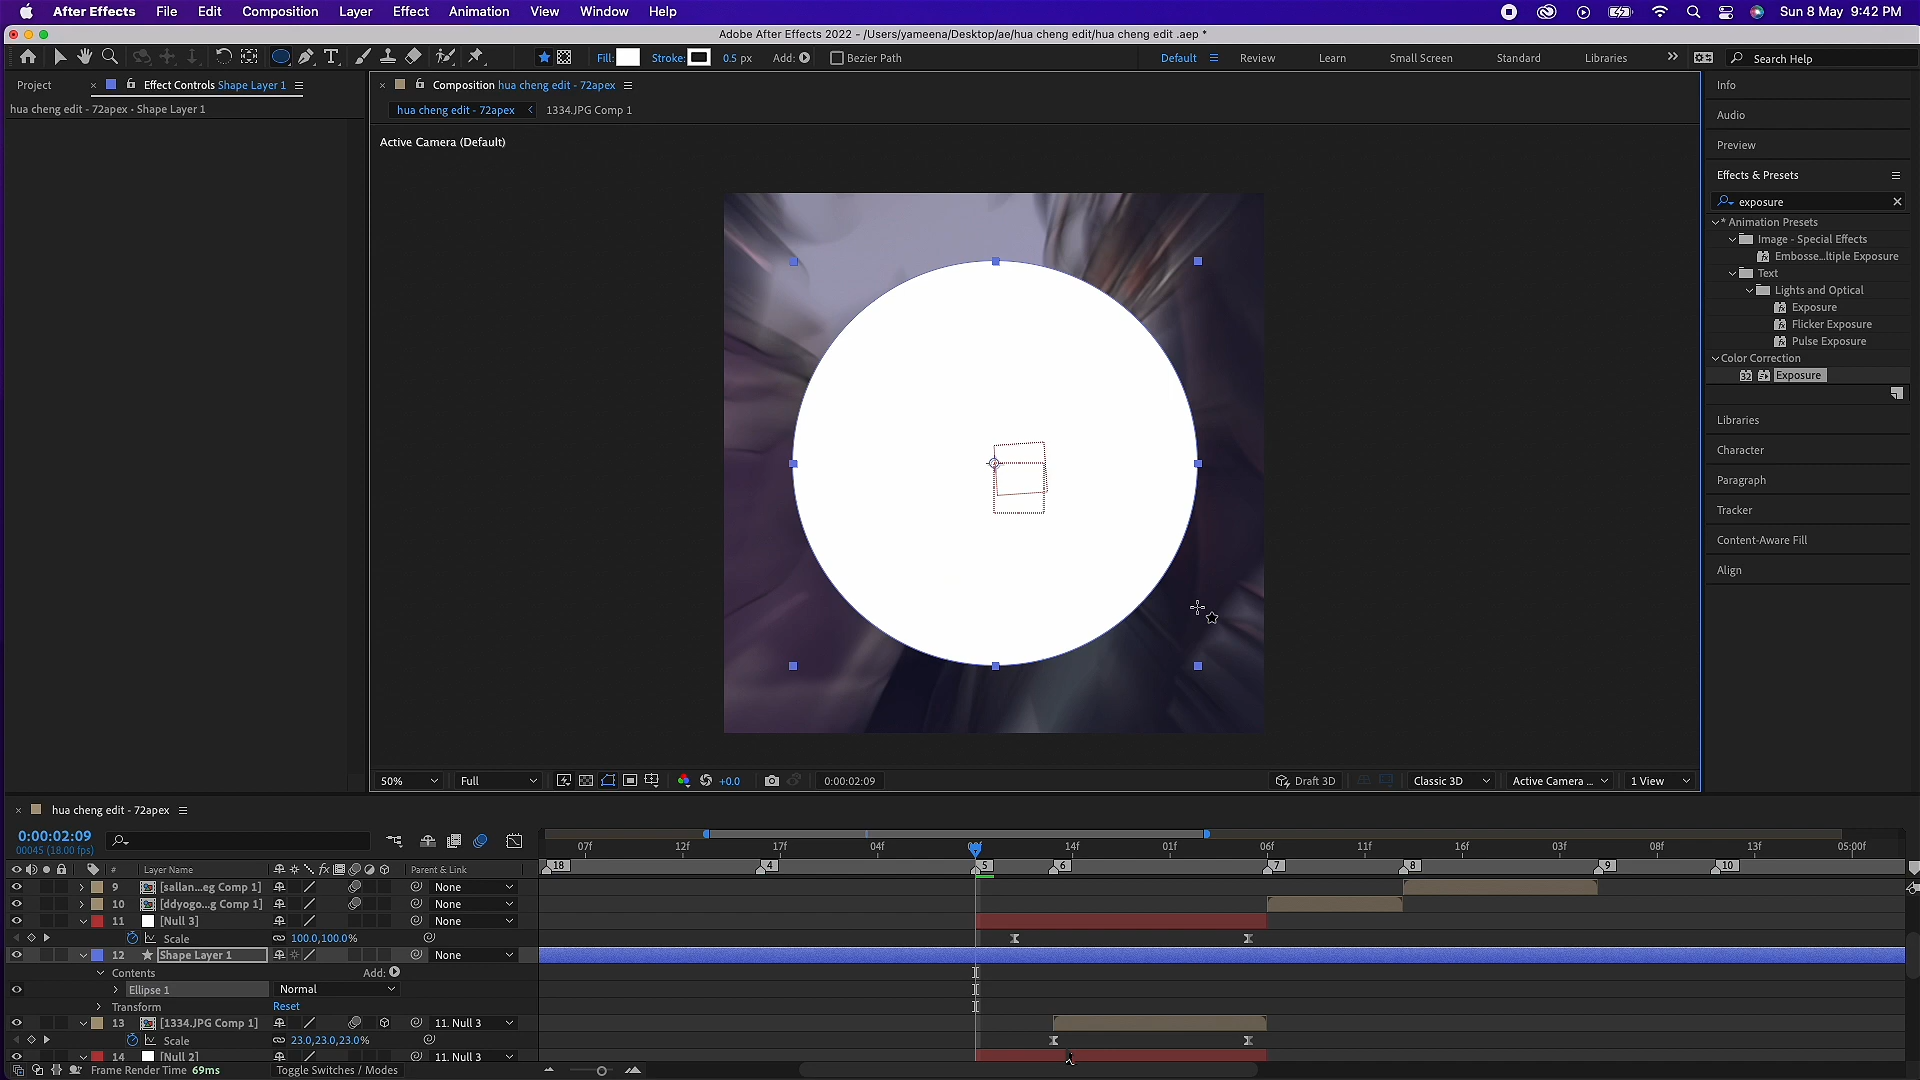 After Effects File Edit Composition Layer Effect Animation View Window Help Sun 8 May 9:42 PM
Adobe After Effects 2022 - /Users/yameena/Desktop/ae/hua cheng edit/hua cheng edit .aep *
Fill: Stroke: 0.5 px Add: Bezier Path Default Review Learn Small Screen Standard Libraries Search Help
Project Effect Controls Shape Layer 1 Composition hua cheng edit - 72apex Info
hua cheng edit - 72apex • Shape Layer 1 hua cheng edit - 72apex 1334.JPG Comp 1
Audio
Active Camera (Default)
Preview
Effects & Presets
exposure
* Animation Presets
Image - Special Effects
Embosse...ltiple Exposure
Text
Lights and Optical
Exposure
Flicker Exposure
Pulse Exposure
Color Correction
32 Exposure
Libraries
Character
Paragraph
Tracker
Content-Aware Fill
Align
50% Full +0.0 0:00:02:09 Draft 3D Classic 3D Active Camera ... 1 View
hua cheng edit - 72apex
0:00:02:09
00045 (18.00 fps)
07f 12f 17f 04f 14f 01f 06f 11f 16f 03f 08f 13f 05:00f
# Layer Name Parent & Link 18 4 5 6 7 8 9 10
9 [sallan...eg Comp 1] None
10 [ddyogo...g Comp 1] None
11 [Null 3] None
Scale 100.0,100.0%
12 Shape Layer 1 None
Contents Add:
Ellipse 1 Normal
Transform Reset
13 [1334.JPG Comp 1] 11. Null 3
Scale 23.0,23.0,23.0%
14 [Null 2] 11. Null 3
Frame Render Time 69ms Toggle Switches / Modes